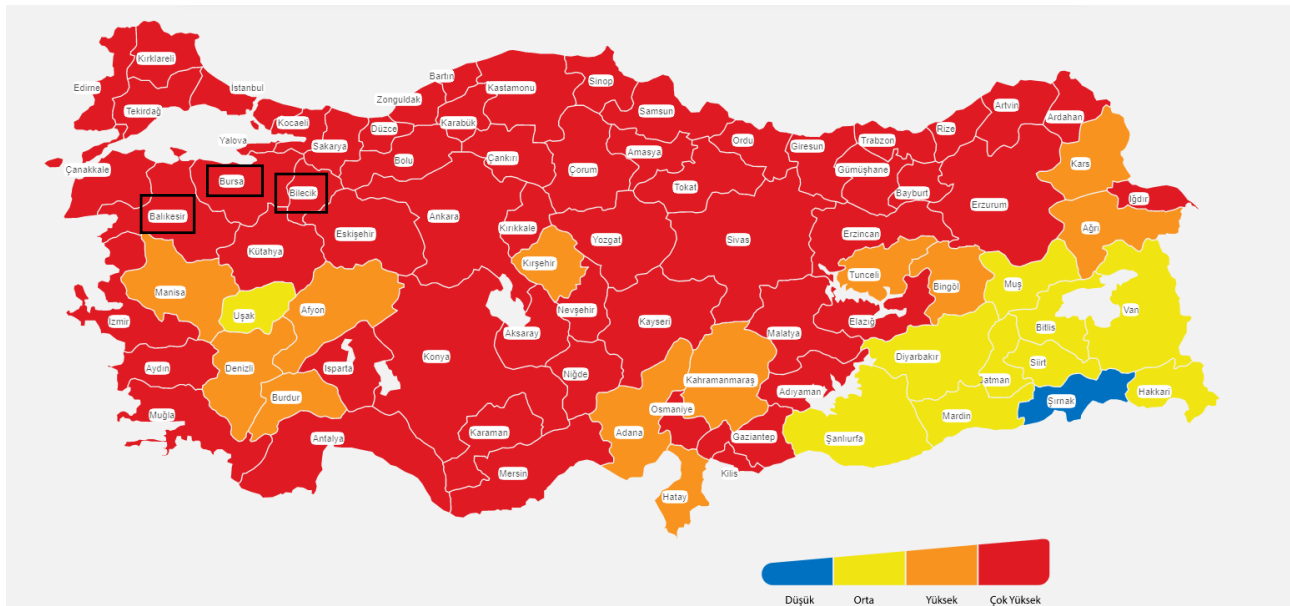 Kırklareli
Edirne
İstanbul
Tekirdağ
Bartın
Kastamonu
Sinop
Zonguldak
Samsun
Kocaeli
Düzce
Karabük
Artvin
Ardahan
Yalova
Sakarya
Bolu
Çankırı
Amasya
Ordu
Giresun
Trabzon
Rize
Çanakkale
Bursa
Bilecik
Çorum
Tokat
Gümüşhane
Bayburt
Kars
Iğdır
Balıkesir
Eskişehir
Ankara
Kırıkkale
Yozgat
Sivas
Erzincan
Erzurum
Ağrı
Kütahya
Kırşehir
Tunceli
Bingöl
Muş
Manisa
Uşak
Afyon
Nevşehir
Kayseri
Malatya
Elazığ
Van
İzmir
Aksaray
Bitlis
Aydın
Denizli
Isparta
Konya
Niğde
Kahramanmaraş
Adıyaman
Diyarbakır
Siirt
Batman
Burdur
Hakkari
Şırnak
Muğla
Osmaniye
Mardin
Antalya
Karaman
Adana
Gaziantep
Şanlıurfa
Mersin
Kilis
Hatay
Düşük Orta Yüksek Çok Yüksek